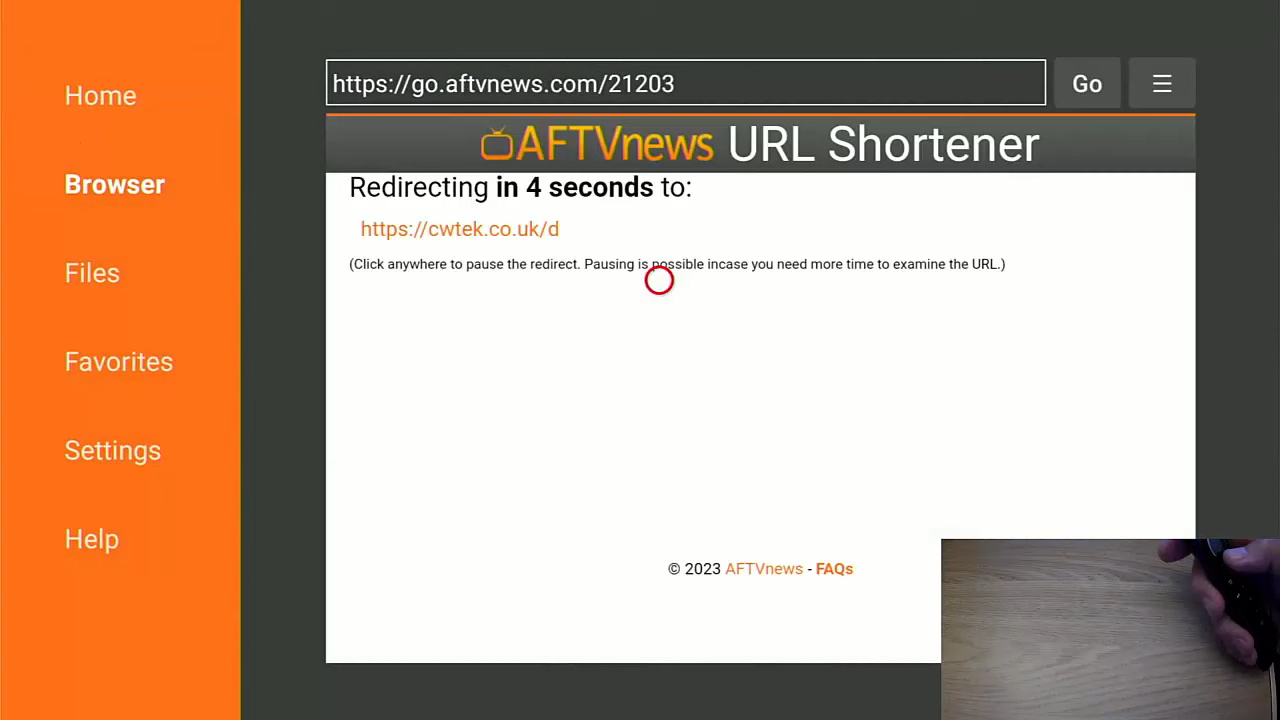 Home
Browser
Files
Favorites
Settings
Help
https://go.aftvnews.com/21203
Go
AFTVnews URL Shortener
Redirecting in 4 seconds to:
https://cwtek.co.uk/d
(Click anywhere to pause the redirect. Pausing is possible incase you need more time to examine the URL.)
© 2023 AFTVnews - FAQs